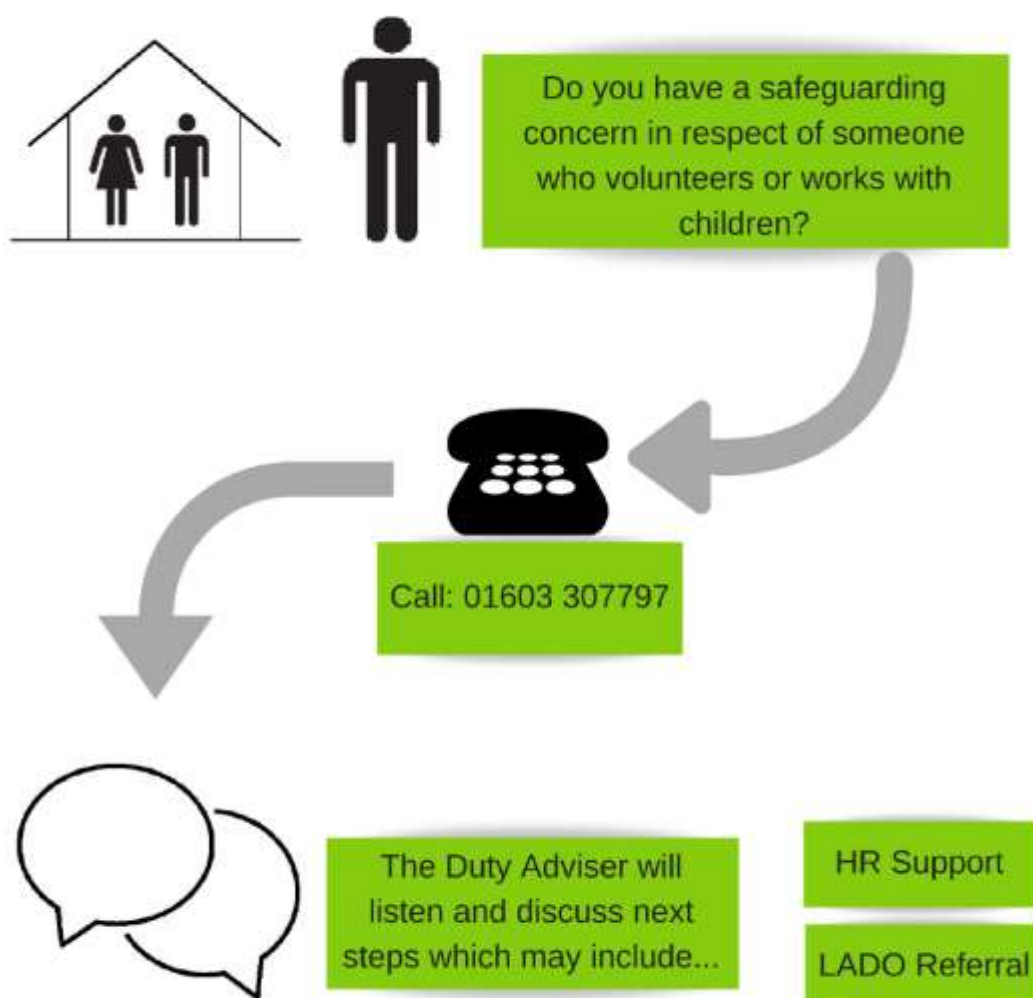 Do you have a safeguarding
concern in respect of someone
who volunteers or works with
children?
Call: 01603 307797
The Duty Adviser will
listen and discuss next
steps which may include...
HR Support
LADO Referral